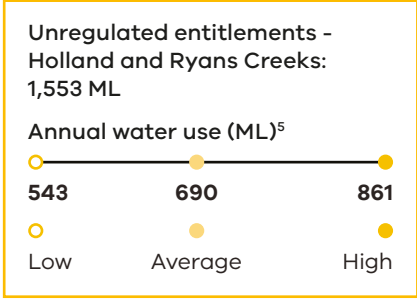 Unregulated entitlements -
Holland and Ryans Creeks:
1,553 ML
Annual water use (ML)⁵
543 690 861
Low Average High